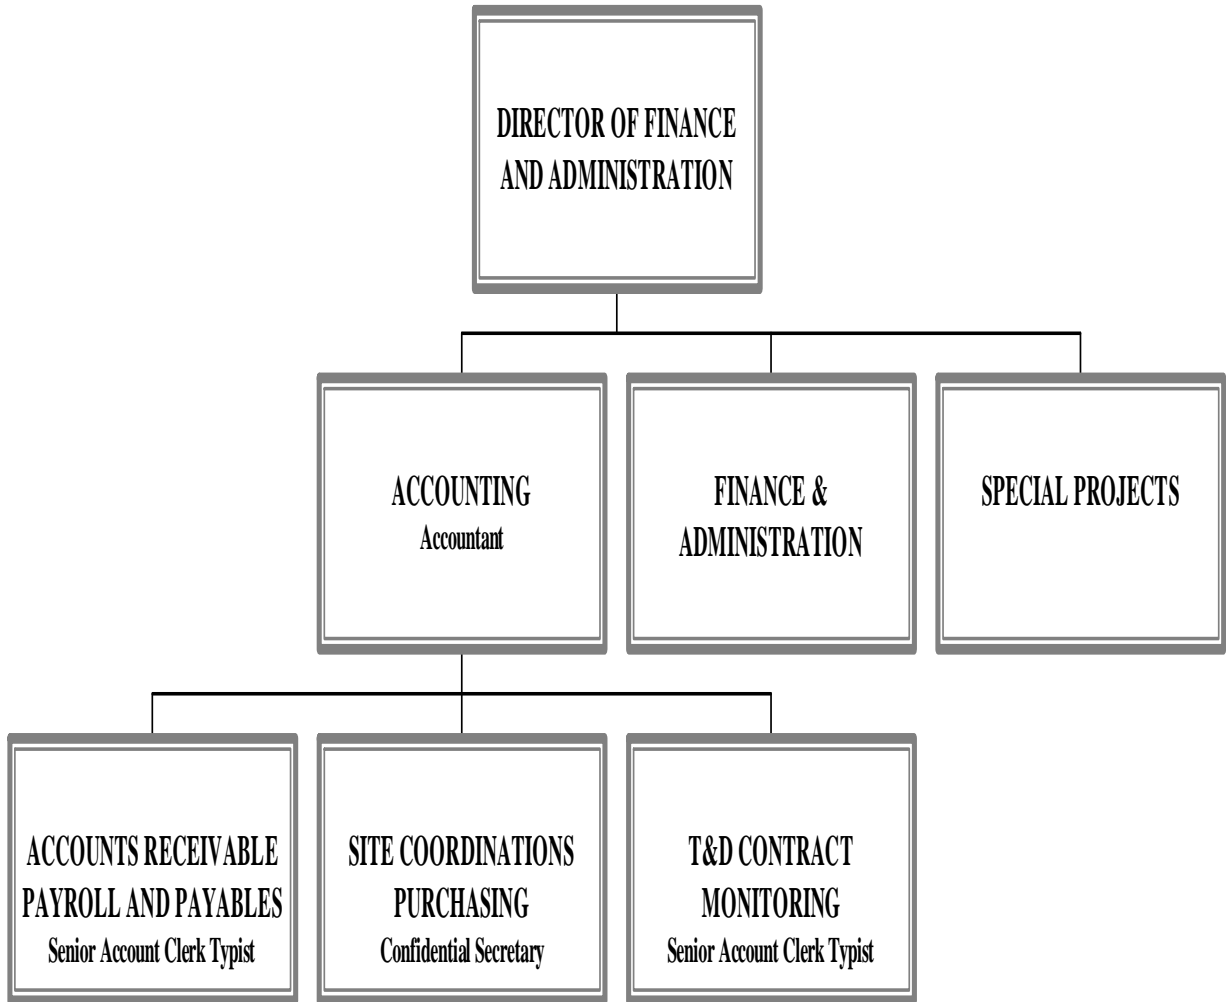 DIRECTOR OF FINANCE
AND ADMINISTRATION
ACCOUNTING
Accountant
FINANCE &
ADMINISTRATION
SPECIAL PROJECTS
ACCOUNTS RECEIVABLE
PAYROLL AND PAYABLES
Senior Account Clerk Typist
SITE COORDINATIONS
PURCHASING
Confidential Secretary
T&D CONTRACT
MONITORING
Senior Account Clerk Typist